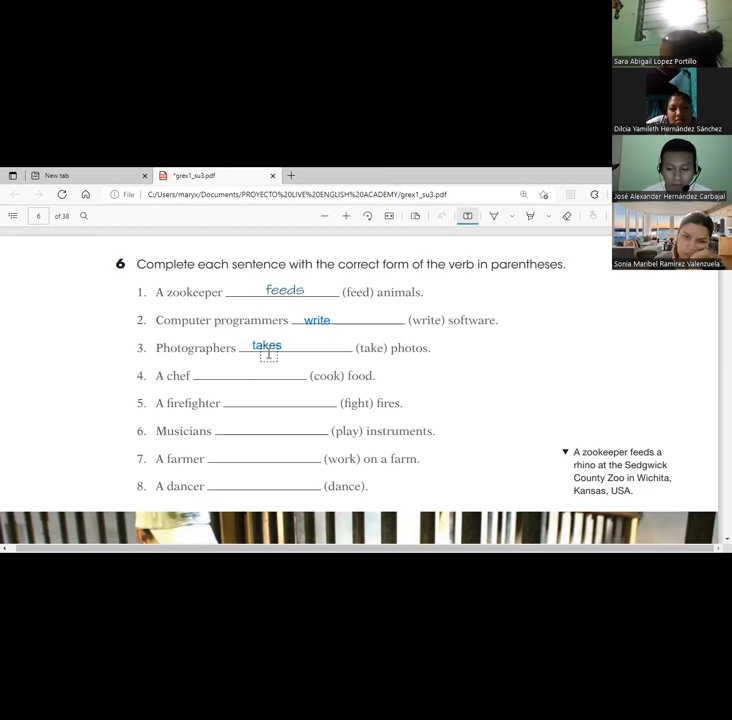 Sara Abigail Lopez Portillo
Dilcia Yamileth Hernández Sánchez
José Alexander Hernández Carbajal
Sonia Maribel Ramirez Valenzuela...
New tab
*grex1_su3.pdf
File C:/Users/maryx/Documents/PROYECTO%20LIVE%20ENGLISH%20ACADEMY/grex1_su3.pdf
6 of 38
6 Complete each sentence with the correct form of the verb in parentheses.
1. A zookeeper feeds (feed) animals.
2. Computer programmers write (write) software.
3. Photographers takes (take) photos.
4. A chef (cook) food.
5. A firefighter (fight) fires.
6. Musicians (play) instruments.
7. A farmer (work) on a farm.
8. A dancer (dance).
A zookeeper feeds a
rhino at the Sedgwick
County Zoo in Wichita,
Kansas, USA.